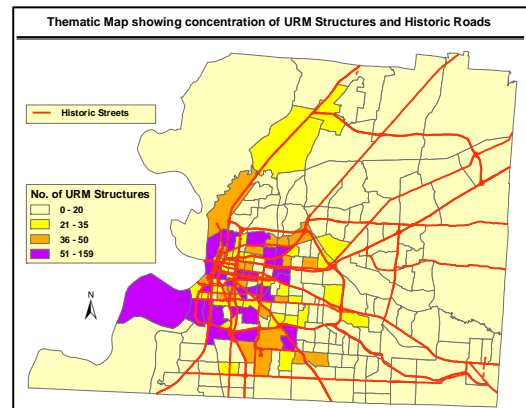 Thematic Map showing concentration of URM Structures and Historic Roads
Historic Streets
No. of URM Structures
0 - 20
21 - 35
36 - 50
51 - 159
N